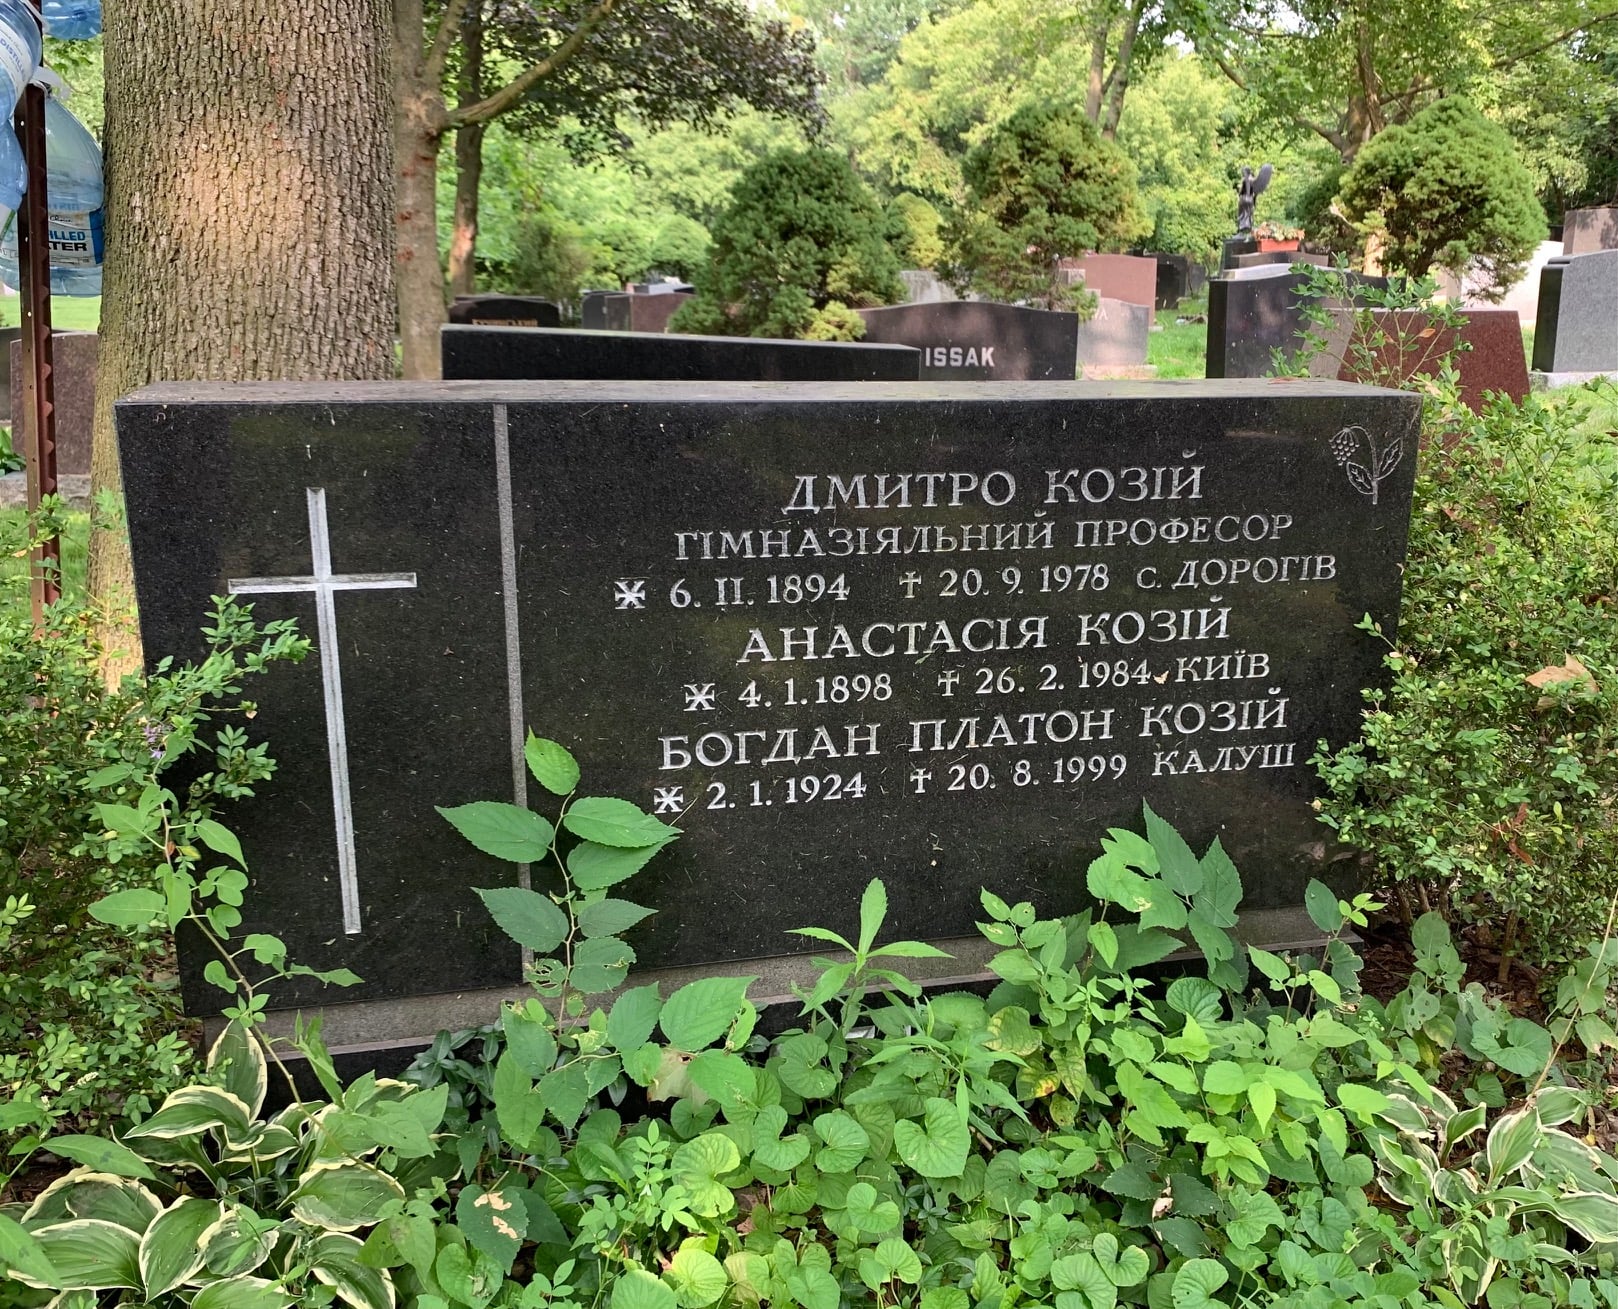 ISSAK
ДМИТРО КОЗІЙ
ГІМНАЗІЯЛЬНИЙ ПРОФЕСОР
6. II. 1894 † 20. 9. 1978 с. ДОРОГІВ
АНАСТАСІЯ КОЗІЙ
4. 1. 1898 † 26. 2. 1984 КИЇВ
БОГДАН ПЛАТОН КОЗІЙ
2. 1. 1924 † 20. 8. 1999 КАЛУШ